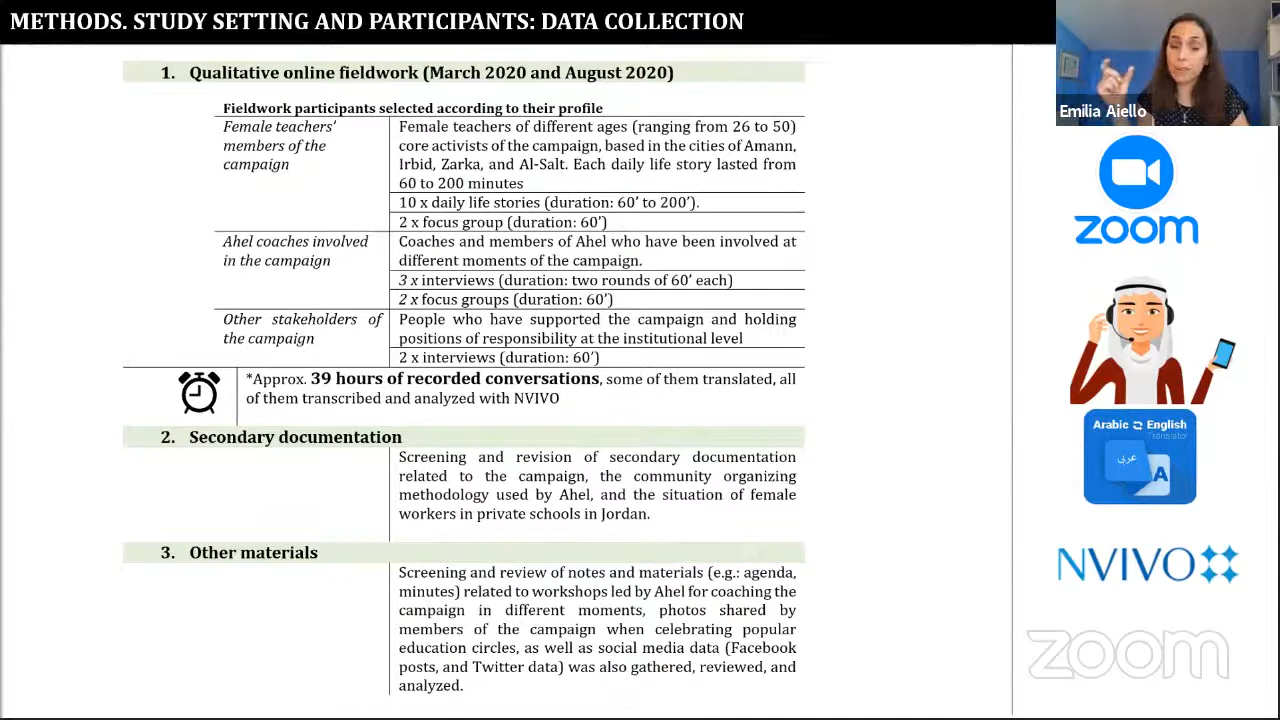 METHODS. STUDY SETTING AND PARTICIPANTS: DATA COLLECTION
1. Qualitative online fieldwork (March 2020 and August 2020)
Fieldwork participants selected according to their profile
Female teachers’
members of the
campaign
Female teachers of different ages (ranging from 26 to 50)
core activists of the campaign, based in the cities of Amann,
Irbid, Zarka, and Al-Salt. Each daily life story lasted from
60 to 200 minutes
10 x daily life stories (duration: 60’ to 200’).
2 x focus group (duration: 60’)
Ahel coaches involved
in the campaign
Coaches and members of Ahel who have been involved at
different moments of the campaign.
3 x interviews (duration: two rounds of 60’ each)
2 x focus groups (duration: 60’)
Other stakeholders of
the campaign
People who have supported the campaign and holding
positions of responsibility at the institutional level
2 x interviews (duration: 60’)
*Approx. 39 hours of recorded conversations, some of them translated, all
of them transcribed and analyzed with NVIVO
2. Secondary documentation
Screening and revision of secondary documentation
related to the campaign, the community organizing
methodology used by Ahel, and the situation of female
workers in private schools in Jordan.
3. Other materials
Screening and review of notes and materials (e.g.: agenda,
minutes) related to workshops led by Ahel for coaching the
campaign in different moments, photos shared by
members of the campaign when celebrating popular
education circles, as well as social media data (Facebook
posts, and Twitter data) was also gathered, reviewed, and
analyzed.
Emilia Aiello
zoom
Arabic English
Translator
عربى
A
NVIVO
zoom